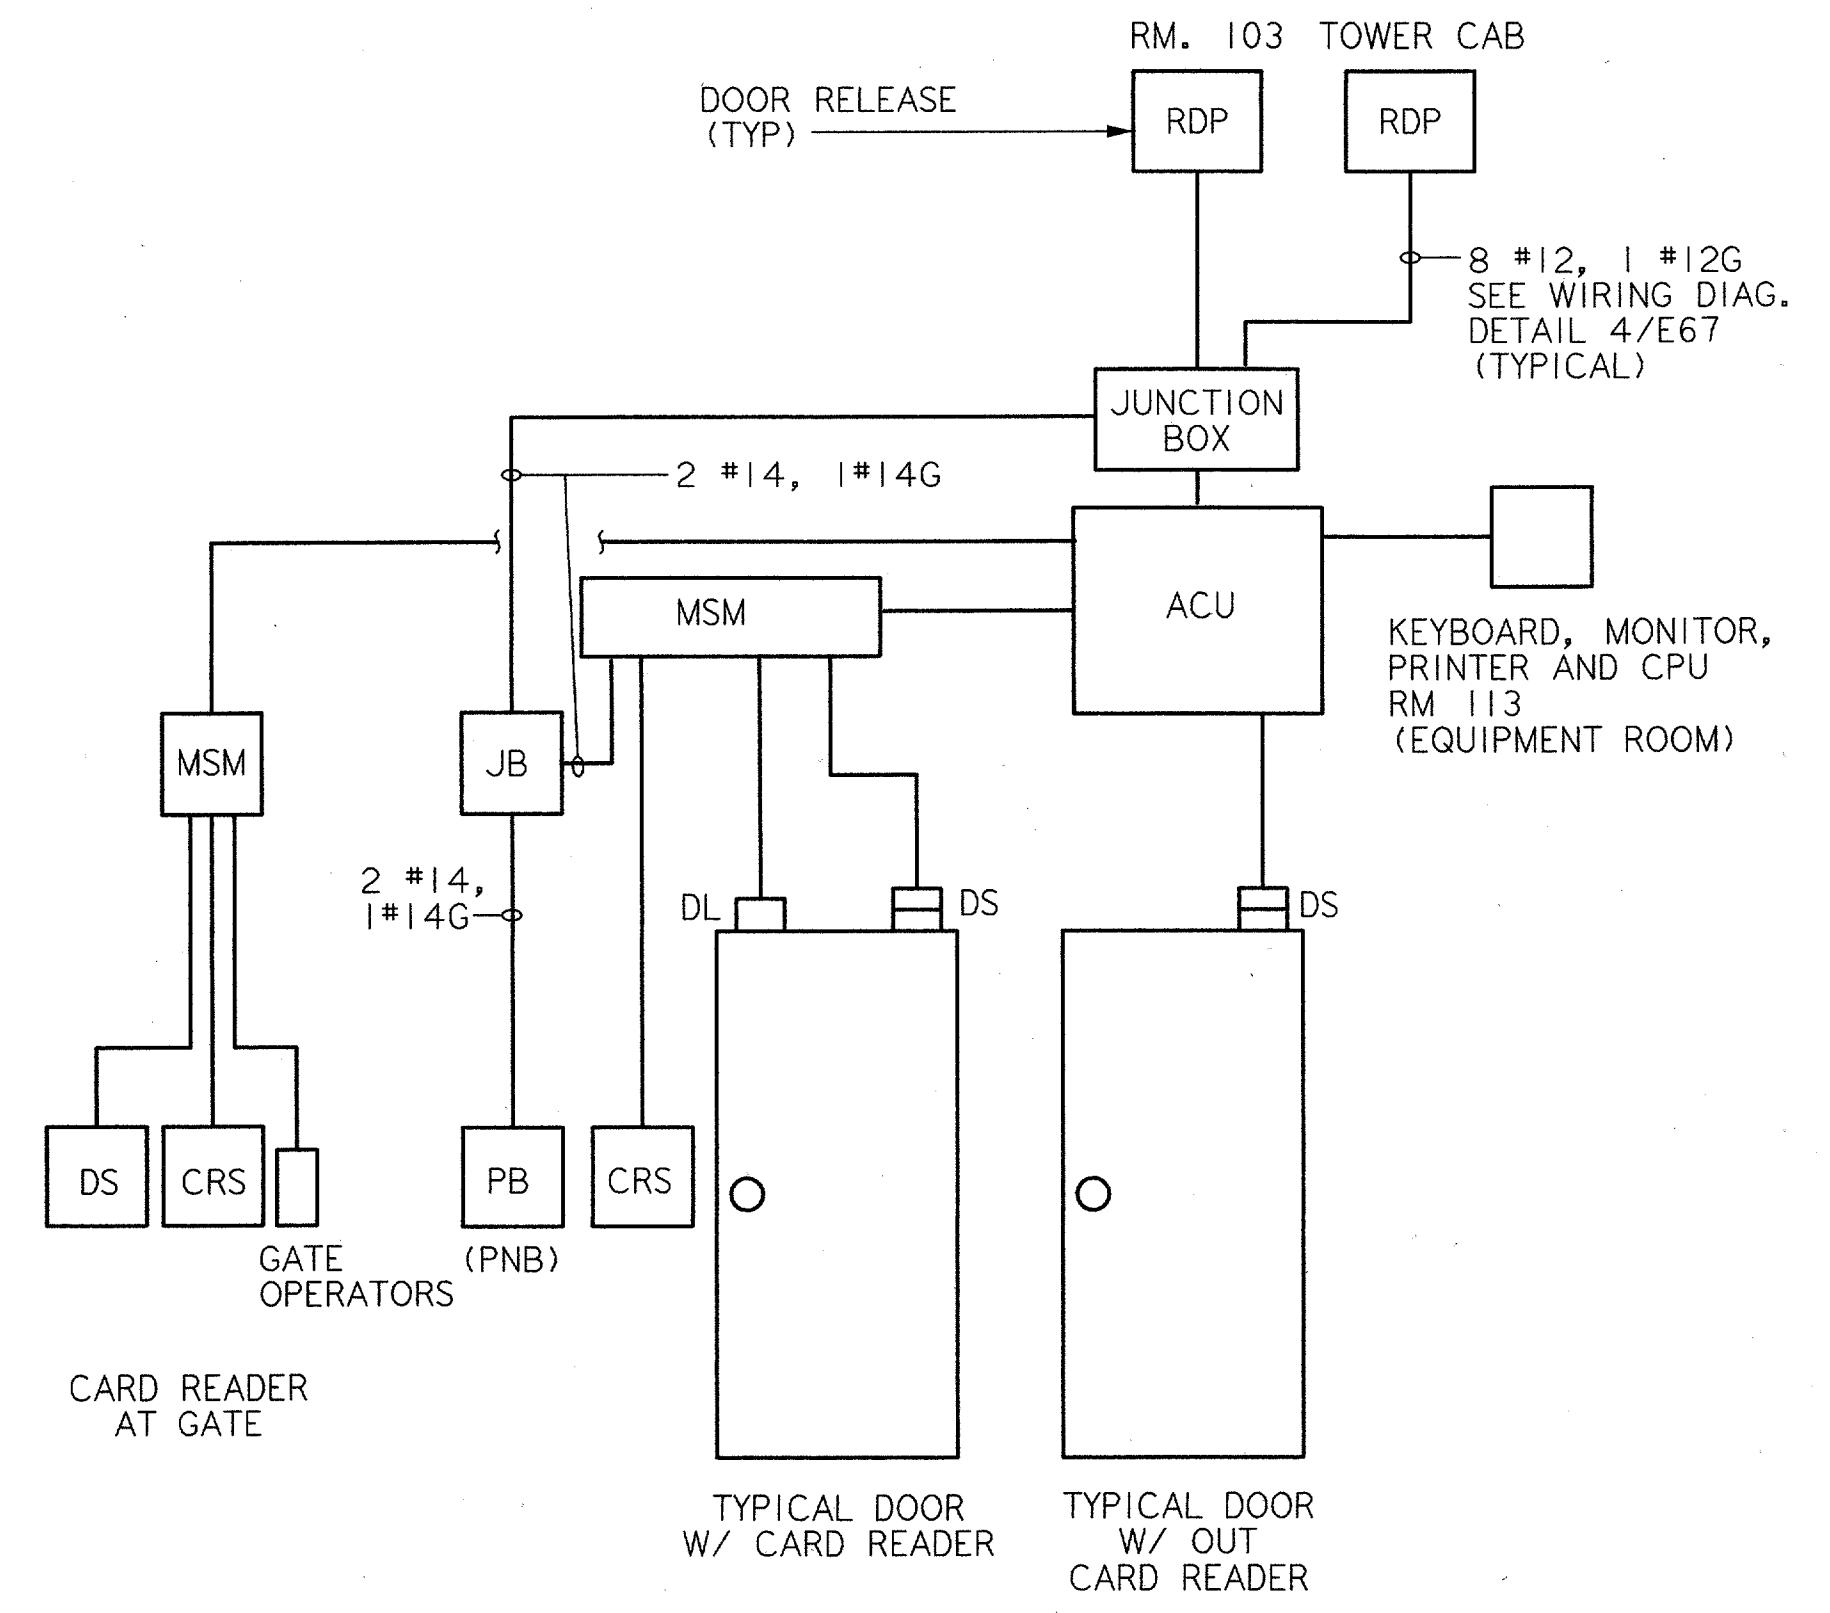 RM. 103 TOWER CAB
DOOR RELEASE
(TYP)
RDP
RDP
8 #12, 1 #12G
SEE WIRING DIAG.
DETAIL 4/E67
(TYPICAL)
JUNCTION
BOX
2 #14, 1#14G
MSM
ACU
KEYBOARD, MONITOR,
PRINTER AND CPU
RM 113
(EQUIPMENT ROOM)
MSM
JB
2 #14,
1#14G
DL
DS
DS
DS
CRS
PB
CRS
GATE
OPERATORS
(PNB)
CARD READER
AT GATE
TYPICAL DOOR
W/ CARD READER
TYPICAL DOOR
W/ OUT
CARD READER